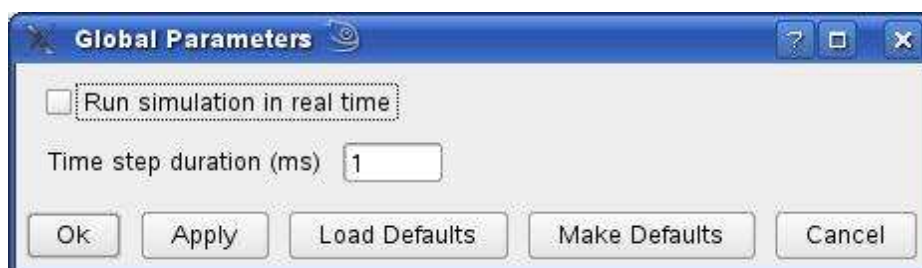 Global Parameters
?
Run simulation in real time
Time step duration (ms) 1
Ok Apply Load Defaults Make Defaults Cancel